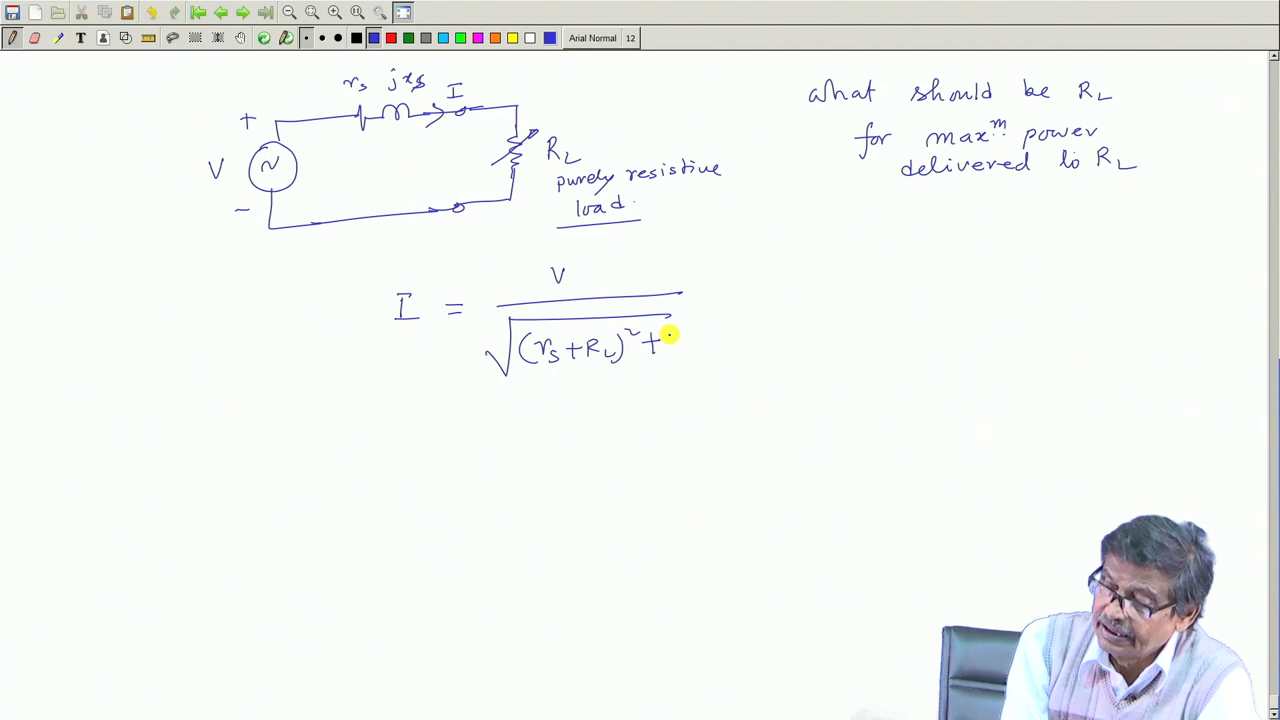 Arial Normal 12
rs jxs I
+
V
~
−
RL
purely resistive
load.
what should be RL
for maxᵐ power
delivered to RL
I = V
√(rs+RL)² +